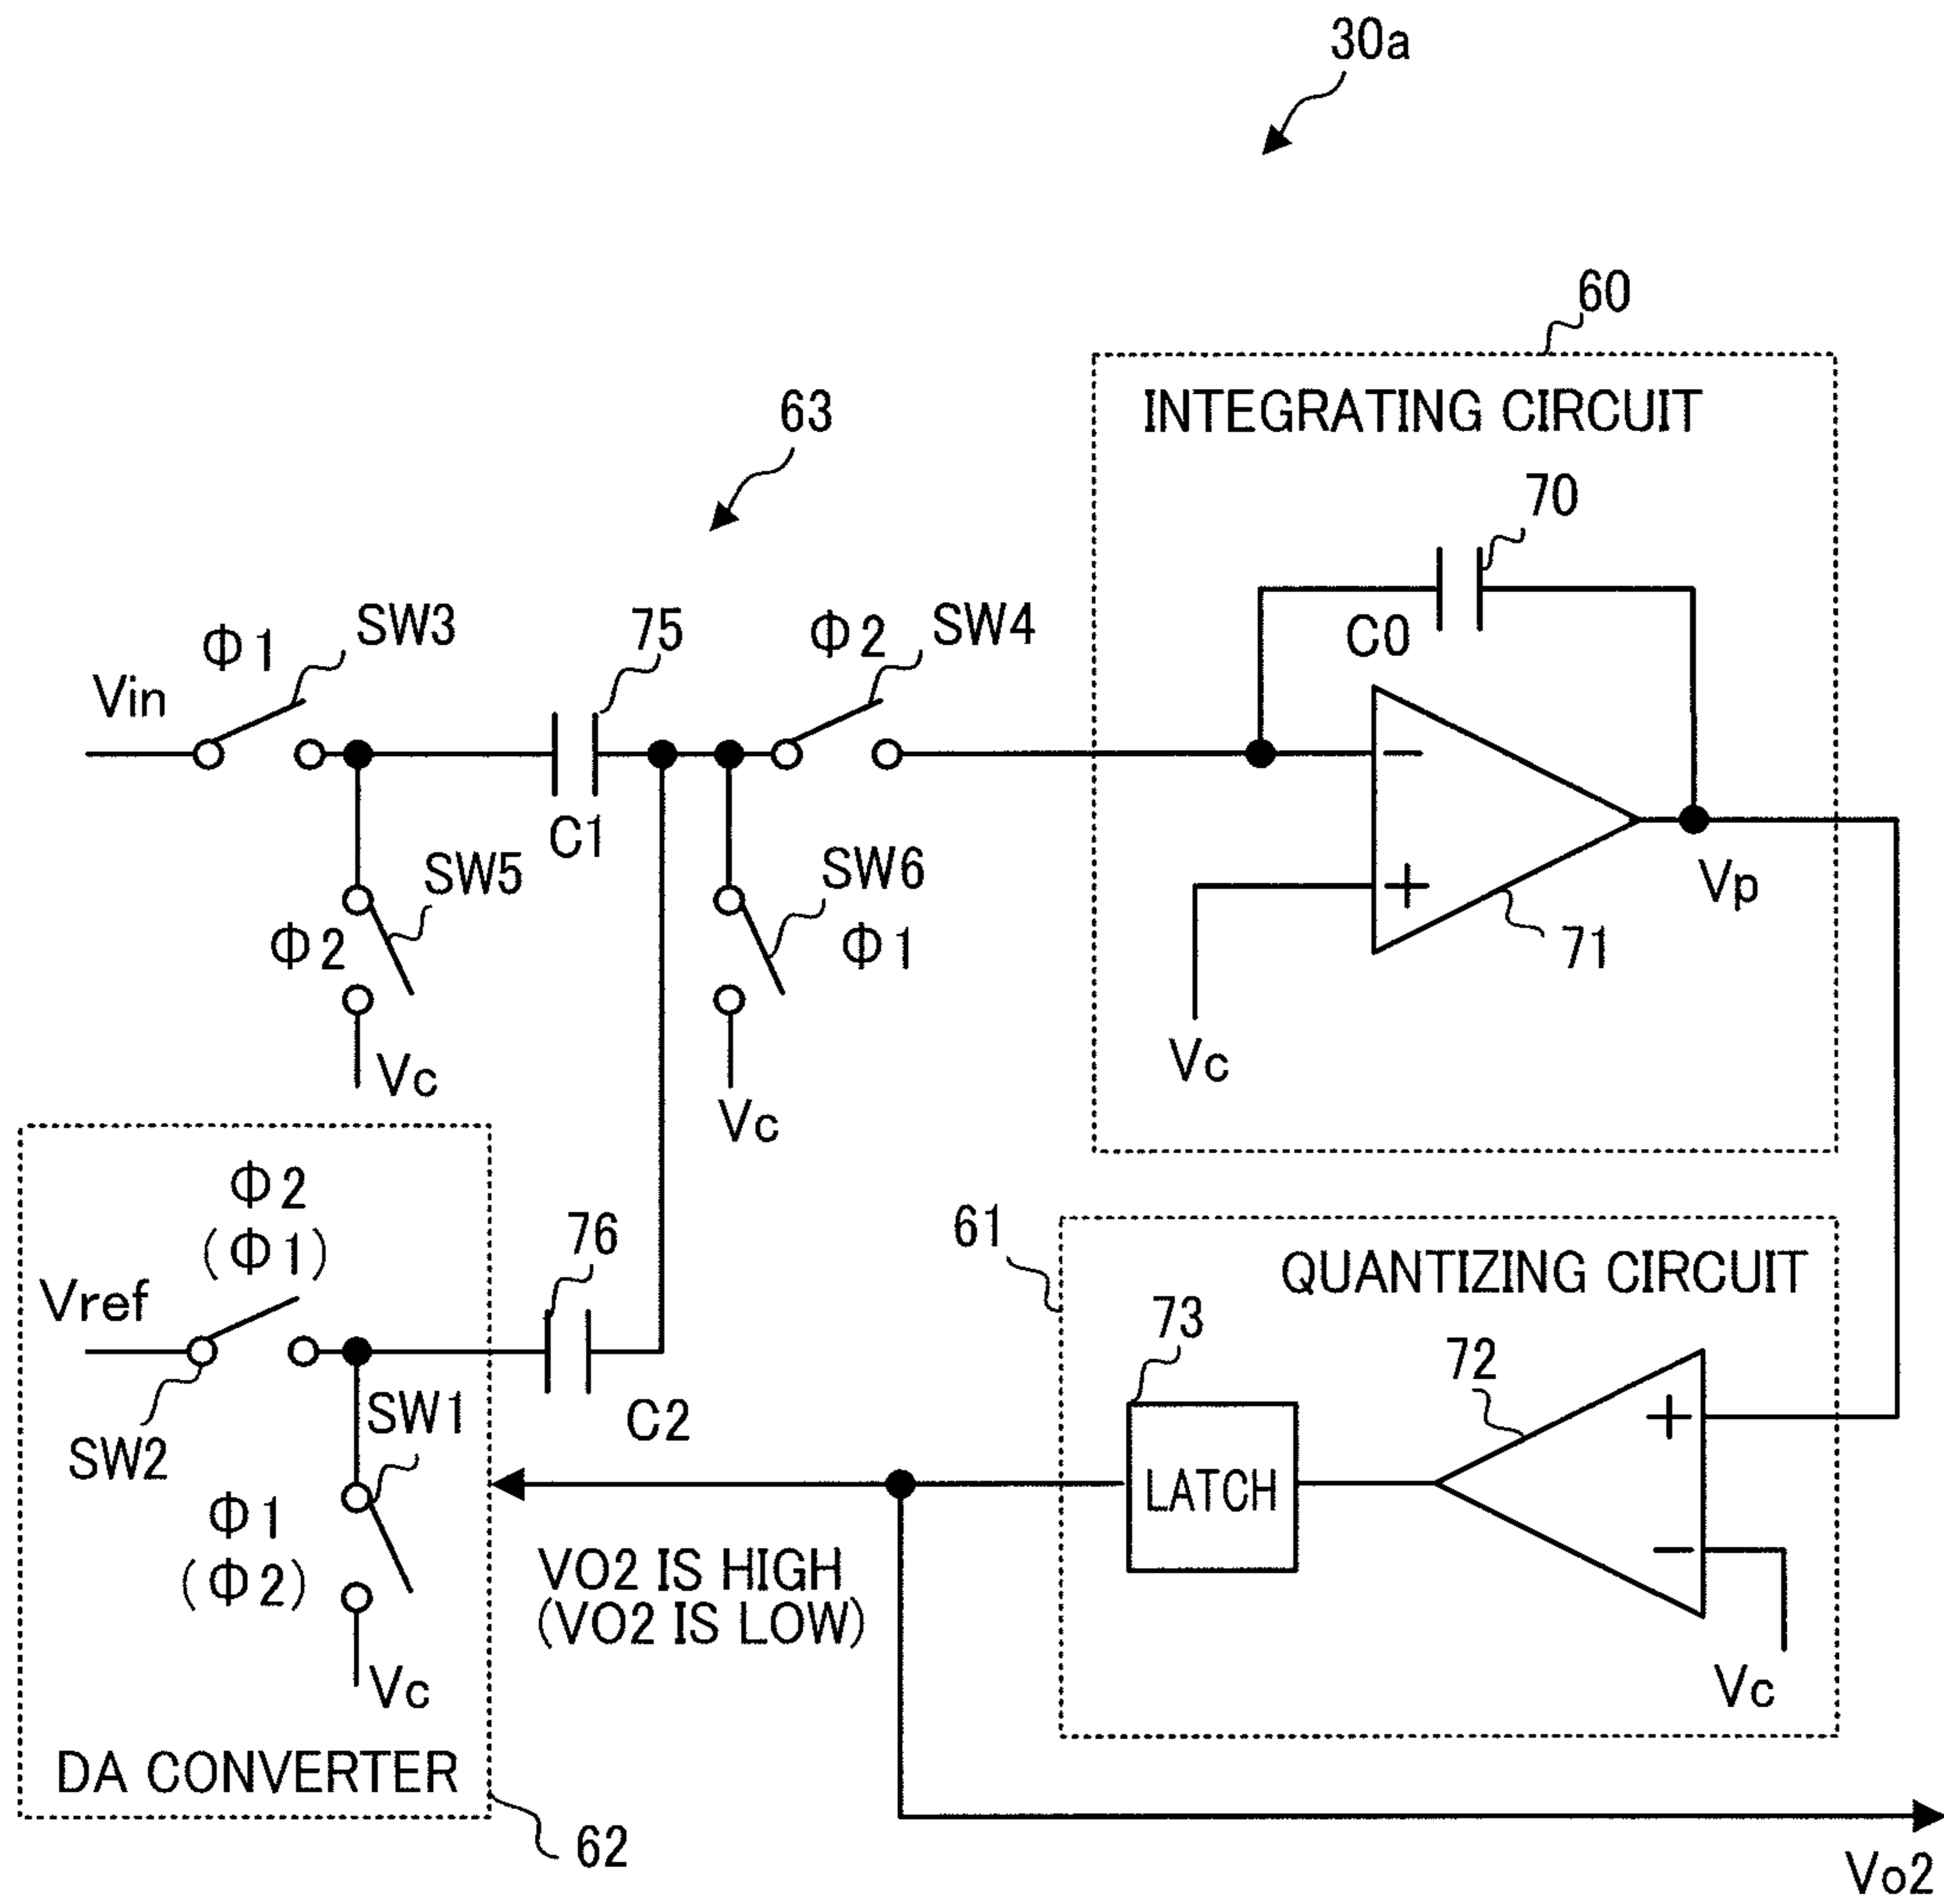 30a
60
INTEGRATING CIRCUIT
63
70
C0
Φ1
SW3
75
Φ2
SW4
Vin
C1
SW5
SW6
Φ2
Φ1
Vc
Vc
Vc
71
Vp
Φ2
(Φ1)
76
61
QUANTIZING CIRCUIT
Vref
73
72
SW1
C2
SW2
LATCH
Φ1
(Φ2)
VO2 IS HIGH
(VO2 IS LOW)
Vc
Vc
DA CONVERTER
62
Vo2